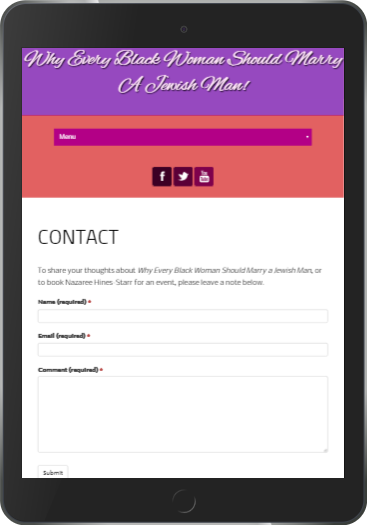 Why Every Black Woman Should Marry
A Jewish Man!
Menu
f
You
Tube
CONTACT
To share your thoughts about Why Every Black Woman Should Marry a Jewish Man, or
to book Nazaree Hines-Starr for an event, please leave a note below.
Name (required) *
Email (required) *
Comment (required) *
Submit